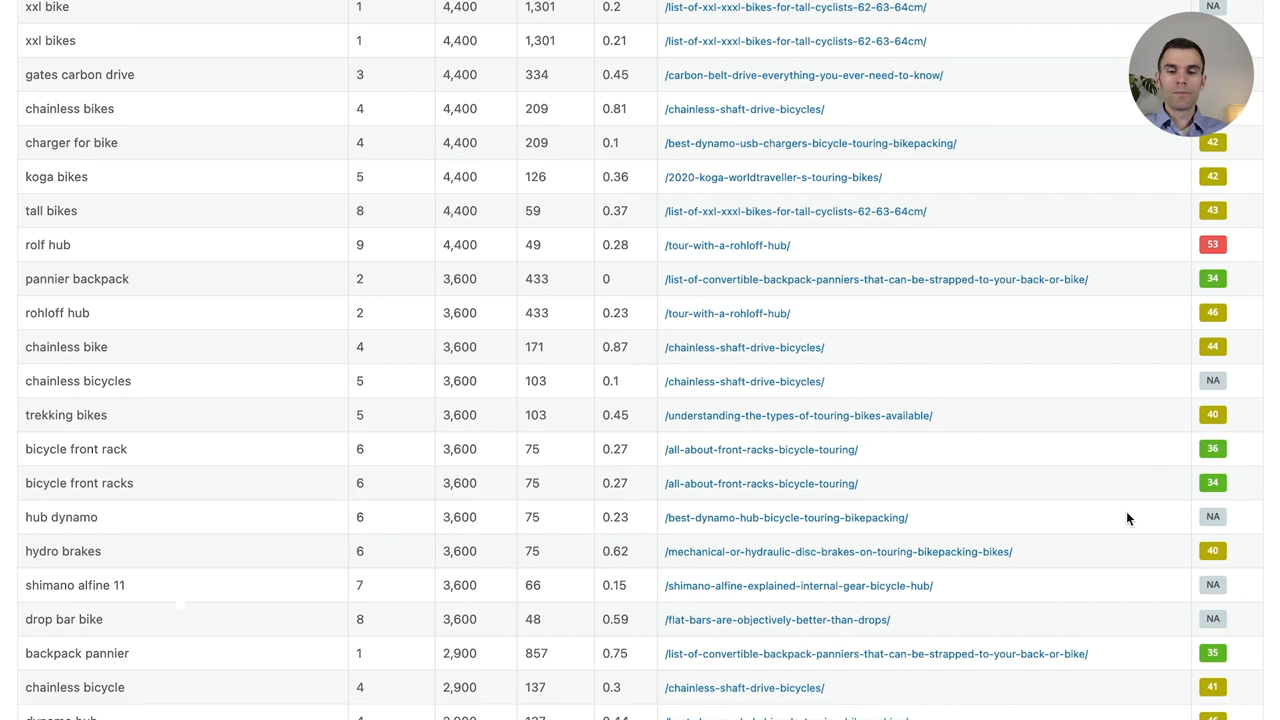 xxl bike 1 4,400 1,301 0.2 /list-of-xxl-xxxl-bikes-for-tall-cyclists-62-63-64cm/ NA
xxl bikes 1 4,400 1,301 0.21 /list-of-xxl-xxxl-bikes-for-tall-cyclists-62-63-64cm/
gates carbon drive 3 4,400 334 0.45 /carbon-belt-drive-everything-you-ever-need-to-know/
chainless bikes 4 4,400 209 0.81 /chainless-shaft-drive-bicycles/
charger for bike 4 4,400 209 0.1 /best-dynamo-usb-chargers-bicycle-touring-bikepacking/ 42
koga bikes 5 4,400 126 0.36 /2020-koga-worldtraveller-s-touring-bikes/ 42
tall bikes 8 4,400 59 0.37 /list-of-xxl-xxxl-bikes-for-tall-cyclists-62-63-64cm/ 43
rolf hub 9 4,400 49 0.28 /tour-with-a-rohloff-hub/ 53
pannier backpack 2 3,600 433 0 /list-of-convertible-backpack-panniers-that-can-be-strapped-to-your-back-or-bike/ 34
rohloff hub 2 3,600 433 0.23 /tour-with-a-rohloff-hub/ 46
chainless bike 4 3,600 171 0.87 /chainless-shaft-drive-bicycles/ 44
chainless bicycles 5 3,600 103 0.1 /chainless-shaft-drive-bicycles/ NA
trekking bikes 5 3,600 103 0.45 /understanding-the-types-of-touring-bikes-available/ 40
bicycle front rack 6 3,600 75 0.27 /all-about-front-racks-bicycle-touring/ 36
bicycle front racks 6 3,600 75 0.27 /all-about-front-racks-bicycle-touring/ 34
hub dynamo 6 3,600 75 0.23 /best-dynamo-hub-bicycle-touring-bikepacking/ NA
hydro brakes 6 3,600 75 0.62 /mechanical-or-hydraulic-disc-brakes-on-touring-bikepacking-bikes/ 40
shimano alfine 11 7 3,600 66 0.15 /shimano-alfine-explained-internal-gear-bicycle-hub/ NA
drop bar bike 8 3,600 48 0.59 /flat-bars-are-objectively-better-than-drops/ NA
backpack pannier 1 2,900 857 0.75 /list-of-convertible-backpack-panniers-that-can-be-strapped-to-your-back-or-bike/ 35
chainless bicycle 4 2,900 137 0.3 /chainless-shaft-drive-bicycles/ 41